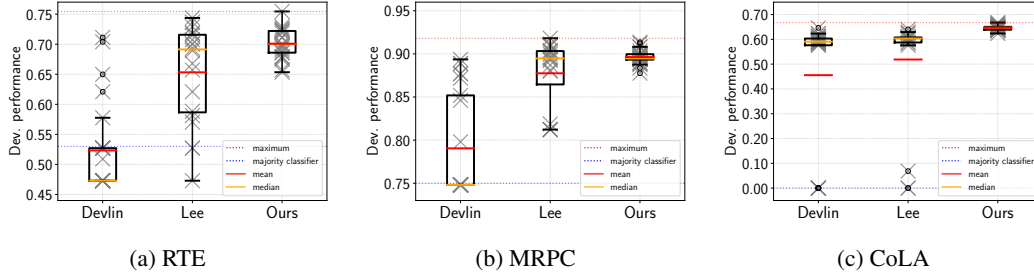 Dev. performance
0.75
0.70
0.65
0.60
0.55
0.50
0.45
maximum
majority classifier
mean
median
Devlin Lee Ours
(a) RTE
Dev. performance
0.95
0.90
0.85
0.80
0.75
maximum
majority classifier
mean
median
Devlin Lee Ours
(b) MRPC
Dev. performance
0.70
0.60
0.50
0.40
0.30
0.20
0.10
0.00
maximum
majority classifier
mean
median
Devlin Lee Ours
(c) CoLA